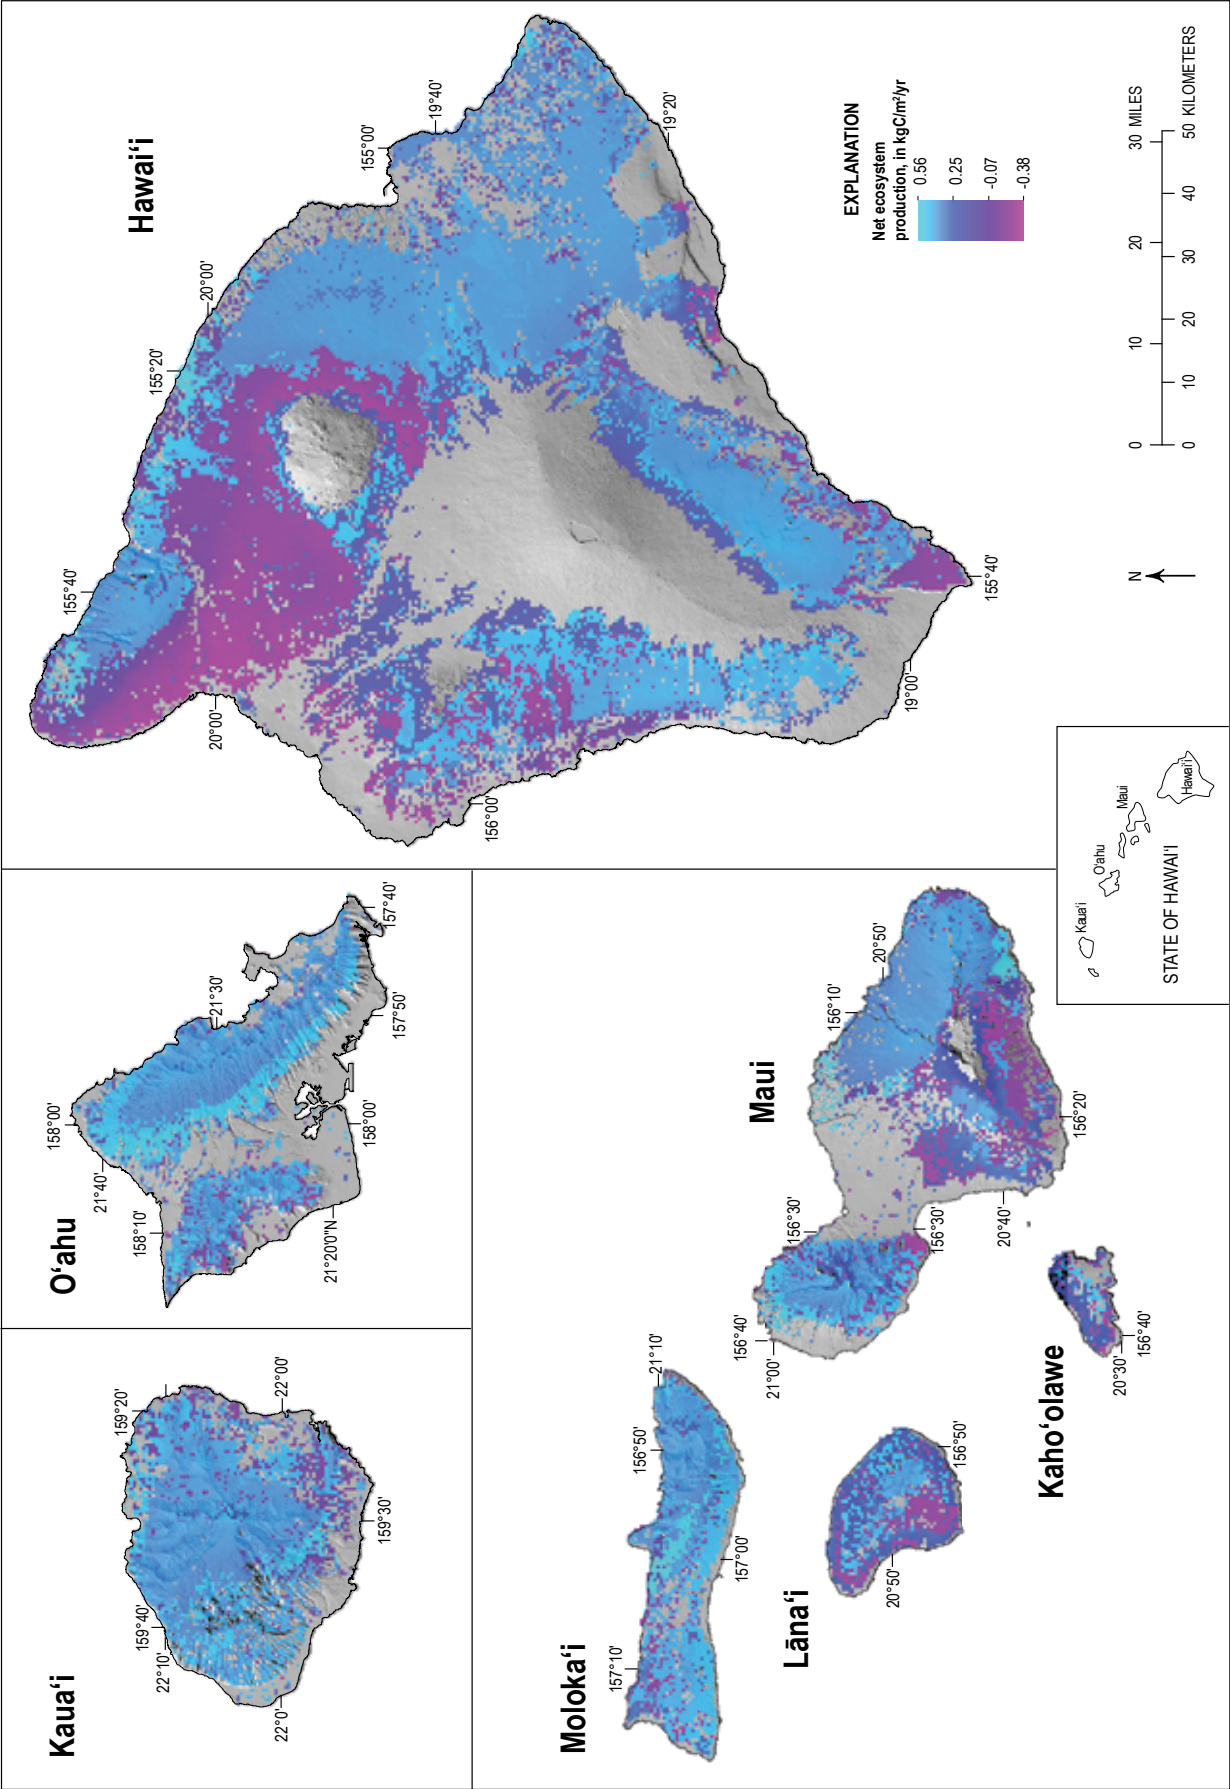 Kaua‘i
159°40'
22°10'
22°0'
159°20'
22°00'
159°30'
O‘ahu
158°10'
21°40'
158°00'
21°20'0"N
158°00'
21°30'
157°50'
157°40'
Hawai‘i
155°40'
155°20'
20°00'
155°00'
19°40'
20°00'
156°00'
19°00'
155°40'
19°20'
Moloka‘i
157°10'
156°50'
21°10'
157°00'
Lāna‘i
20°50'
156°50'
Maui
156°40'
21°00'
156°30'
156°10'
20°50'
156°30'
20°40'
156°20'
Kaho‘olawe
20°30'
156°40'
EXPLANATION
Net ecosystem
production, in kgC/m²/yr
0.56
0.25
-0.07
-0.38
0 10 20 30 MILES
0 10 20 30 40 50 KILOMETERS
N
Kaua‘i
O‘ahu
Maui
Hawai‘i
STATE OF HAWAI‘I